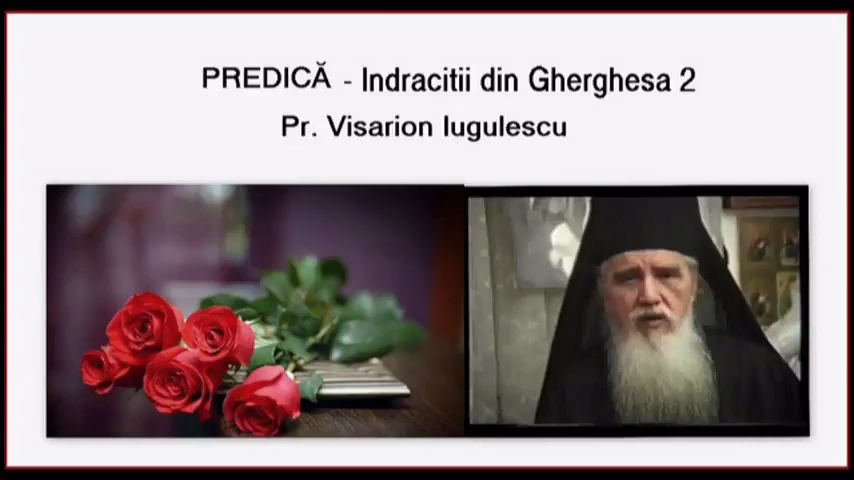 PREDICĂ - Indracitii din Gherghesa 2
Pr. Visarion Iugulescu